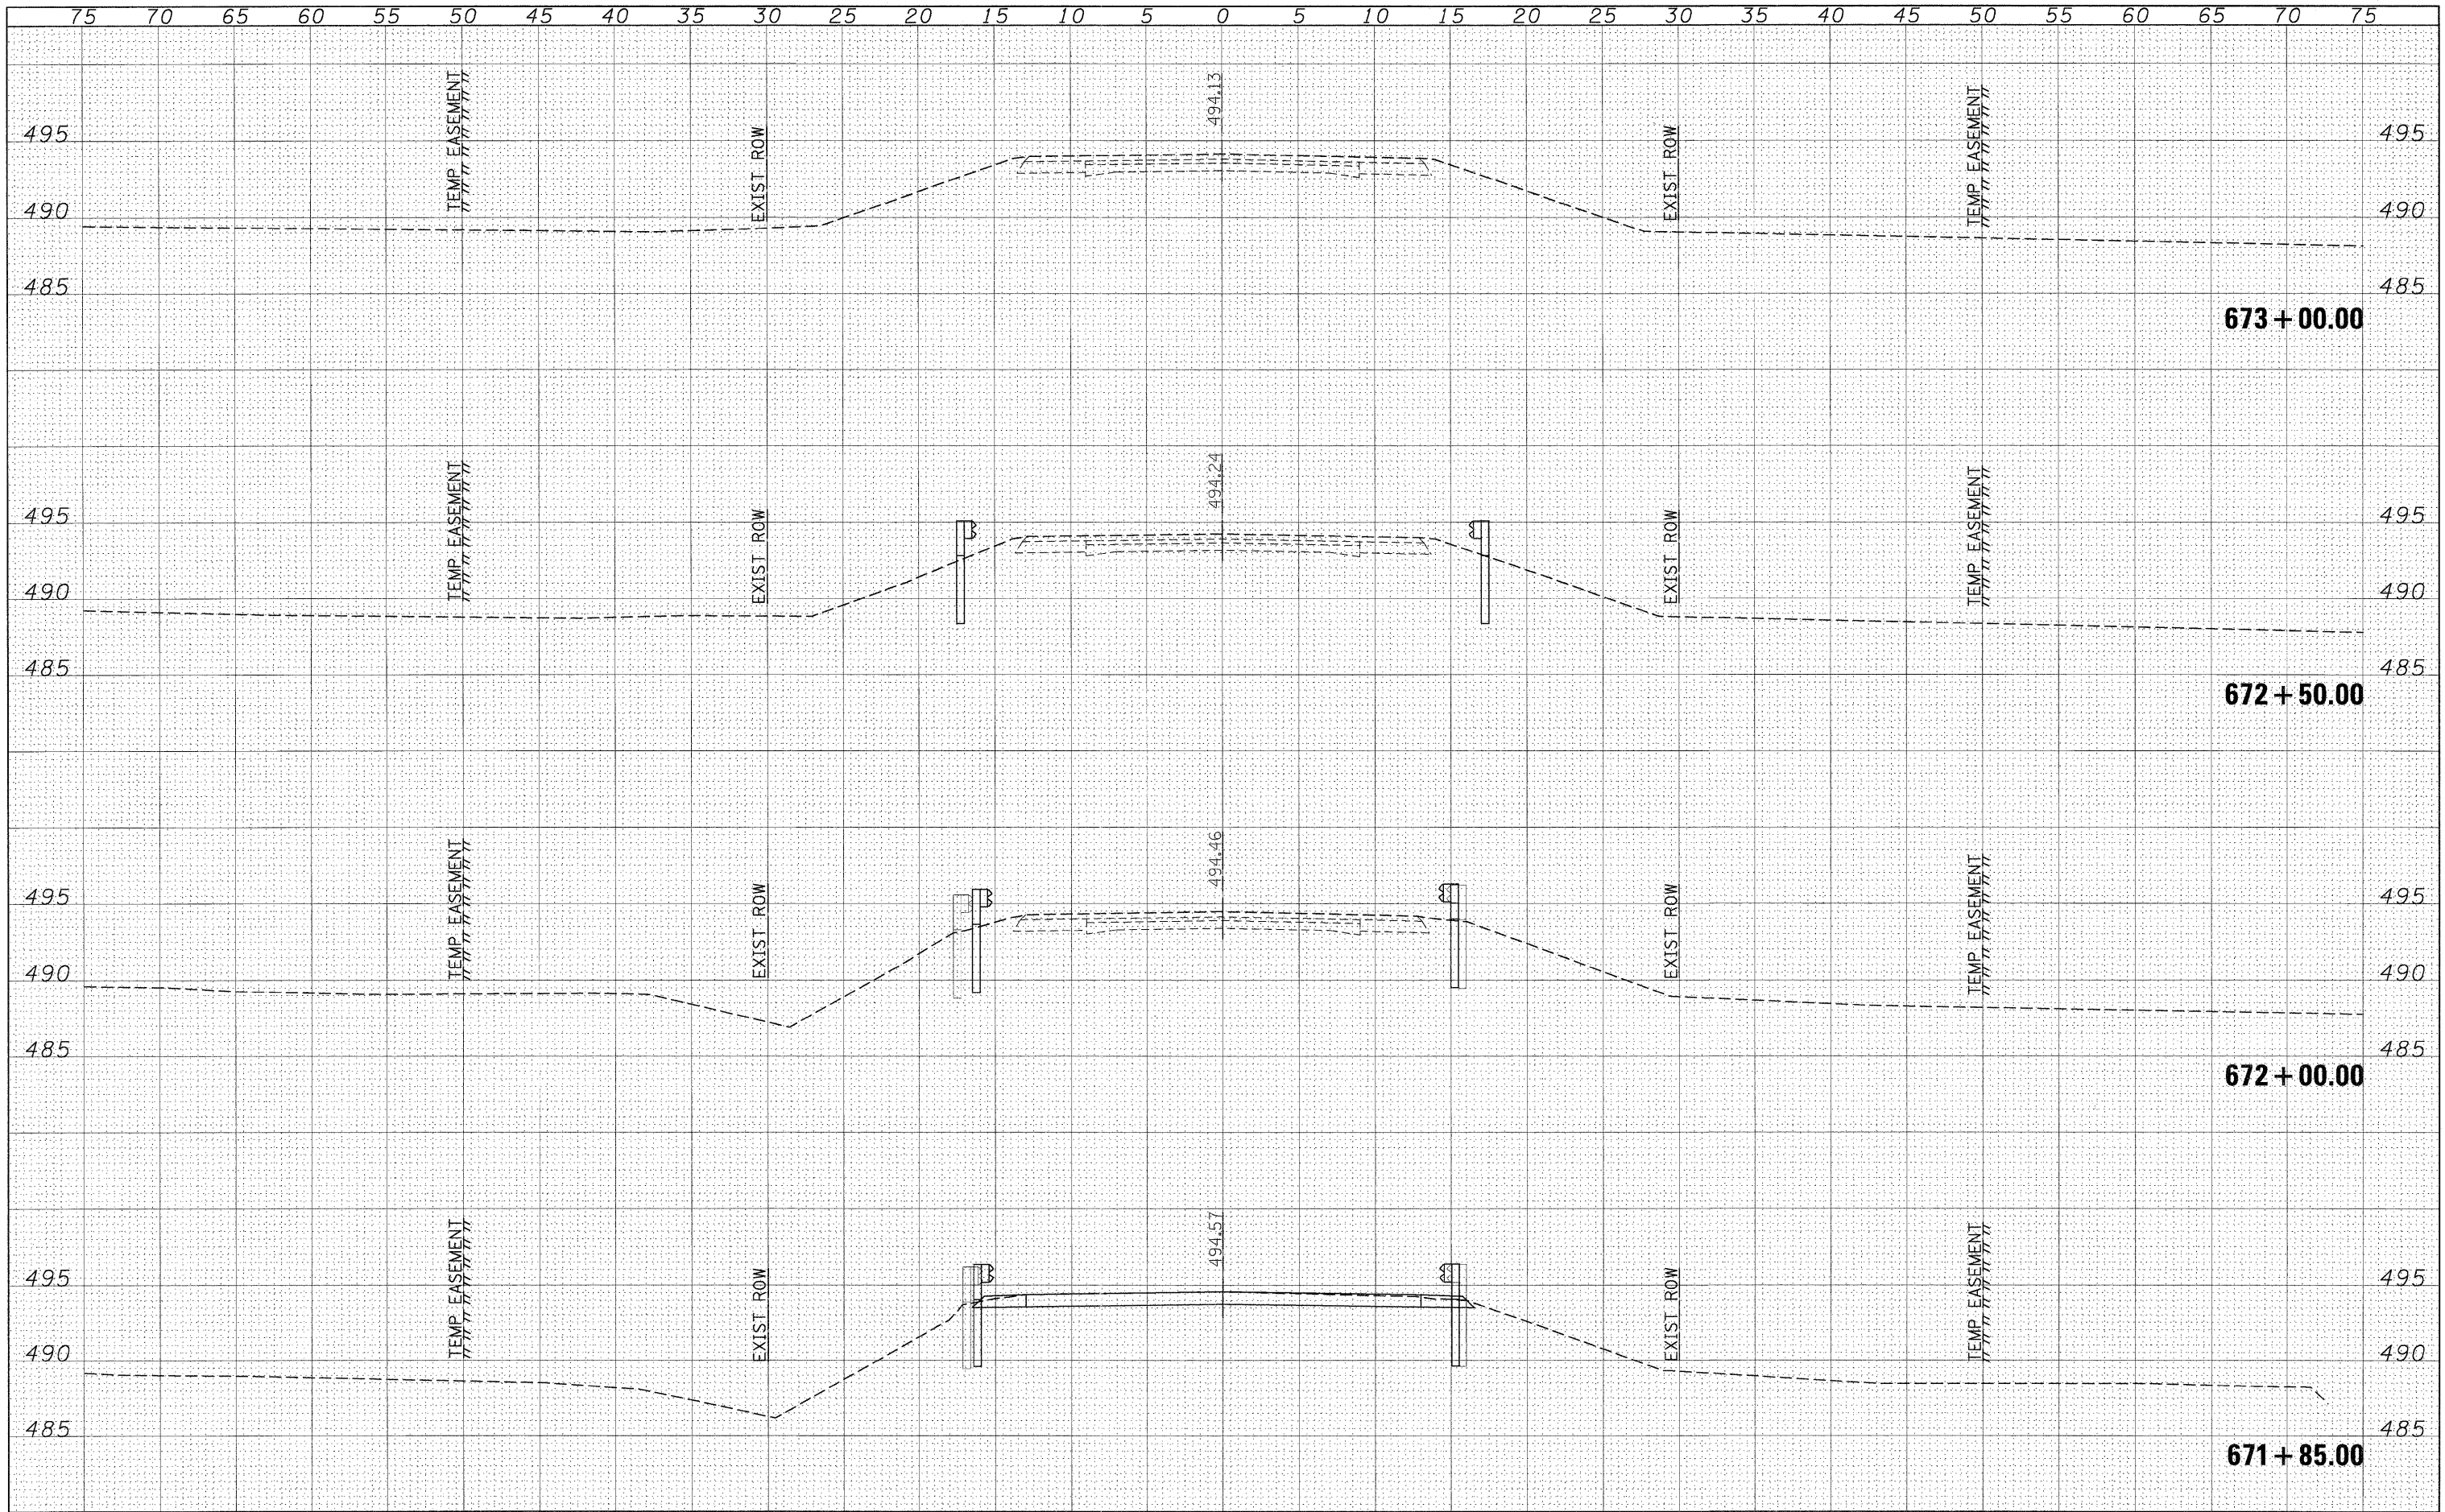 75 70 65 60 55 50 45 40 35 30 25 20 15 10 5 0 5 10 15 20 25 30 35 40 45 50 55 60 65 70 75
TEMP EASEMENT
EXIST ROW
494.13
EXIST ROW
TEMP EASEMENT
495 495
490 490
485 485
673+00.00
TEMP EASEMENT
EXIST ROW
494.24
EXIST ROW
TEMP EASEMENT
495 495
490 490
485 485
672+50.00
TEMP EASEMENT
EXIST ROW
494.46
EXIST ROW
TEMP EASEMENT
495 495
490 490
485 485
672+00.00
TEMP EASEMENT
EXIST ROW
494.57
EXIST ROW
TEMP EASEMENT
495 495
490 490
485 485
671+85.00